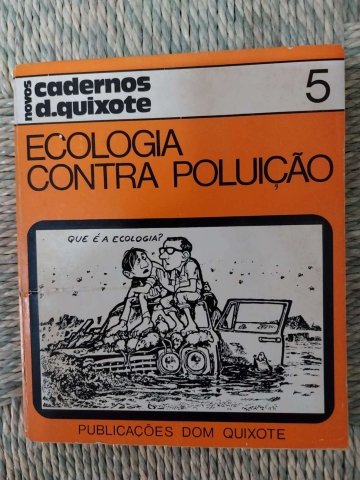 novos
cadernos
d.quixote
5
ECOLOGIA
CONTRA POLUIÇÃO
QUE É A ECOLOGIA?
PUBLICAÇÕES DOM QUIXOTE